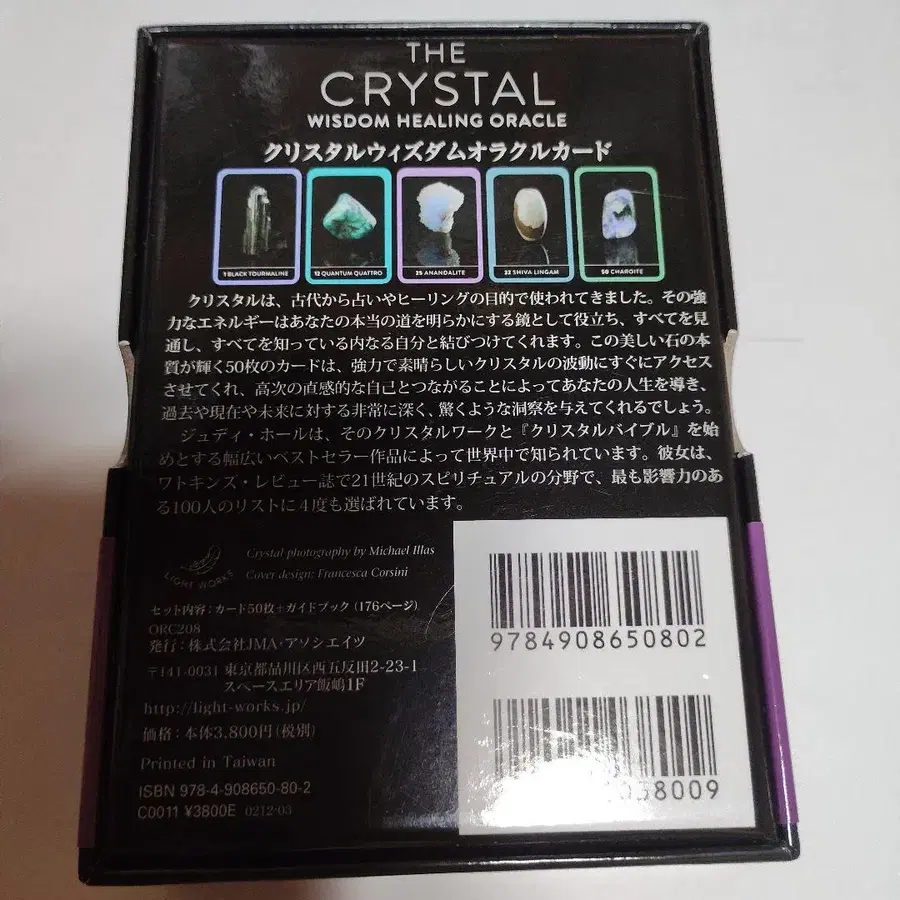 THE
CRYSTAL
WISDOM HEALING ORACLE
クリスタルウィズダムオラクルカード
1 BLACK TOURMALINE
12 QUANTUM QUATTRO
25 ANANDALITE
32 SHIVA LINGAM
50 CHAROITE
クリスタルは、古代から占いやヒーリングの目的で使われてきました。その強
力なエネルギーはあなたの本当の道を明らかにする鏡として役立ち、すべてを見
通し、すべてを知っている内なる自分と結びつけてくれます。この美しい石の本
質が輝く50枚のカードは、強力で素晴らしいクリスタルの波動にすぐにアクセス
させてくれ、高次の直感的な自己とつながることによってあなたの人生を導き、
過去や現在や未来に対する非常に深く、驚くような洞察を与えてくれるでしょう。
ジュディ・ホールは、そのクリスタルワークと『クリスタルバイブル』を始
めとする幅広いベストセラー作品によって世界中で知られています。彼女は、
ワトキンズ・レビュー誌で21世紀のスピリチュアルの分野で、最も影響力のあ
る100人のリストに4度も選ばれています。
LIGHT WORKS
Crystal photography by Michael Illas
Cover design: Francesca Corsini
セット内容:カード50枚+ガイドブック(176ページ)
ORC208
発行:株式会社JMA・アソシエイツ
〒141-0031 東京都品川区西五反田2-23-1
スペースエリア飯嶋1F
http://light-works.jp/
価格:本体3.800円(税別)
Printed in Taiwan
ISBN 978-4-908650-80-2
C0011 ¥3800E 0212-03
9784908650802
038009